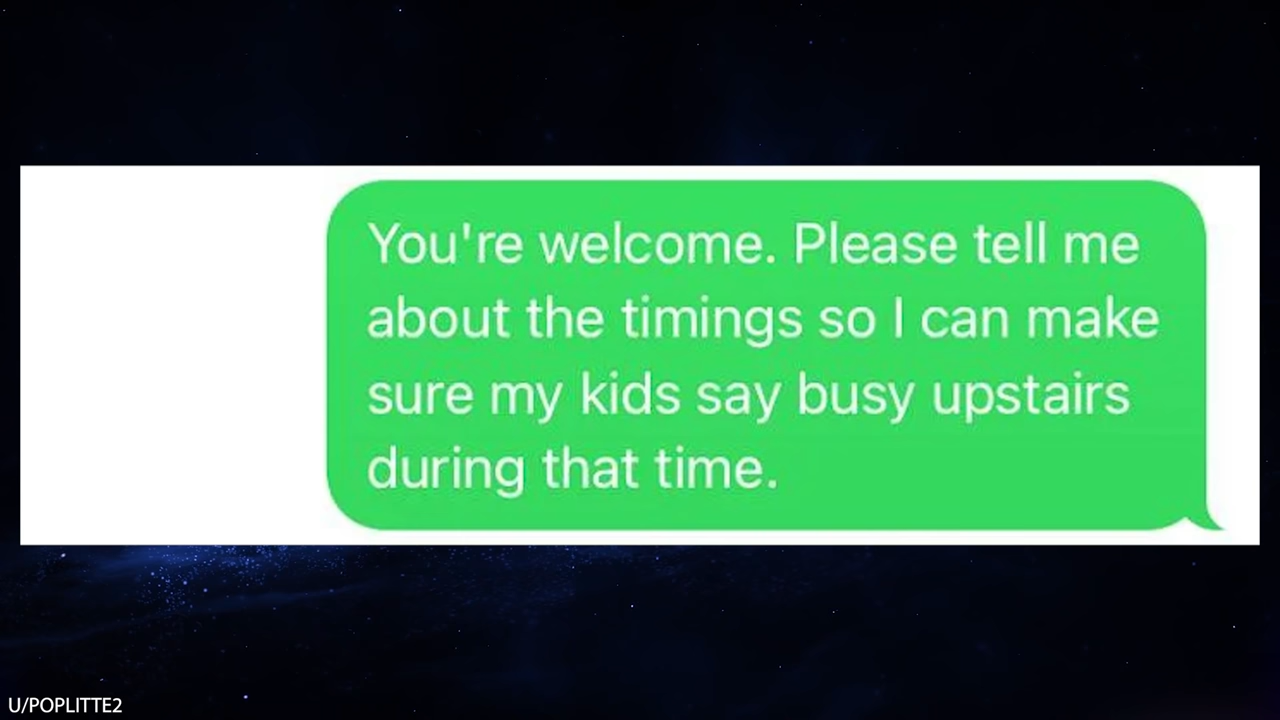 You're welcome. Please tell me
about the timings so I can make
sure my kids say busy upstairs
during that time.
U/POPLITTE2